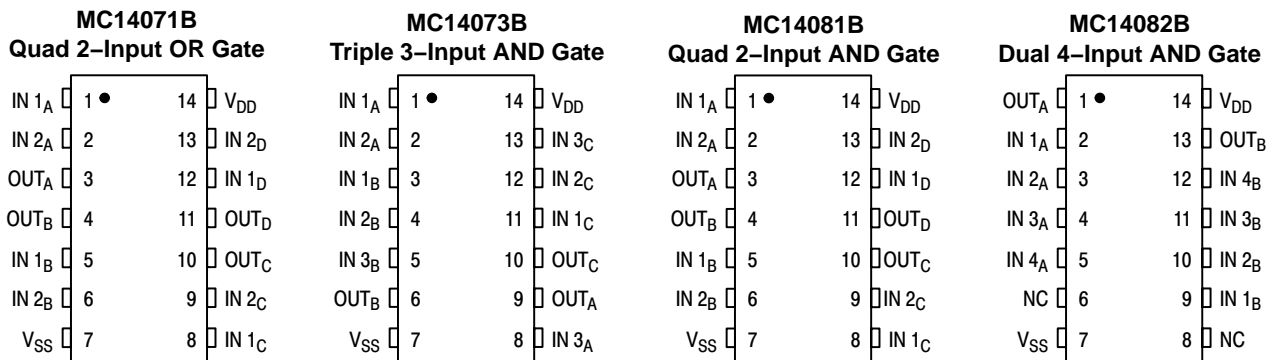 MC14071B
Quad 2–Input OR Gate
IN 1A 1 14 VDD
IN 2A 2 13 IN 2D
OUTA 3 12 IN 1D
OUTB 4 11 OUTD
IN 1B 5 10 OUTC
IN 2B 6 9 IN 2C
VSS 7 8 IN 1C
MC14073B
Triple 3–Input AND Gate
IN 1A 1 14 VDD
IN 2A 2 13 IN 3C
IN 1B 3 12 IN 2C
IN 2B 4 11 IN 1C
IN 3B 5 10 OUTC
OUTB 6 9 OUTA
VSS 7 8 IN 3A
MC14081B
Quad 2–Input AND Gate
IN 1A 1 14 VDD
IN 2A 2 13 IN 2D
OUTA 3 12 IN 1D
OUTB 4 11 OUTD
IN 1B 5 10 OUTC
IN 2B 6 9 IN 2C
VSS 7 8 IN 1C
MC14082B
Dual 4–Input AND Gate
OUTA 1 14 VDD
IN 1A 2 13 OUTB
IN 2A 3 12 IN 4B
IN 3A 4 11 IN 3B
IN 4A 5 10 IN 2B
NC 6 9 IN 1B
VSS 7 8 NC